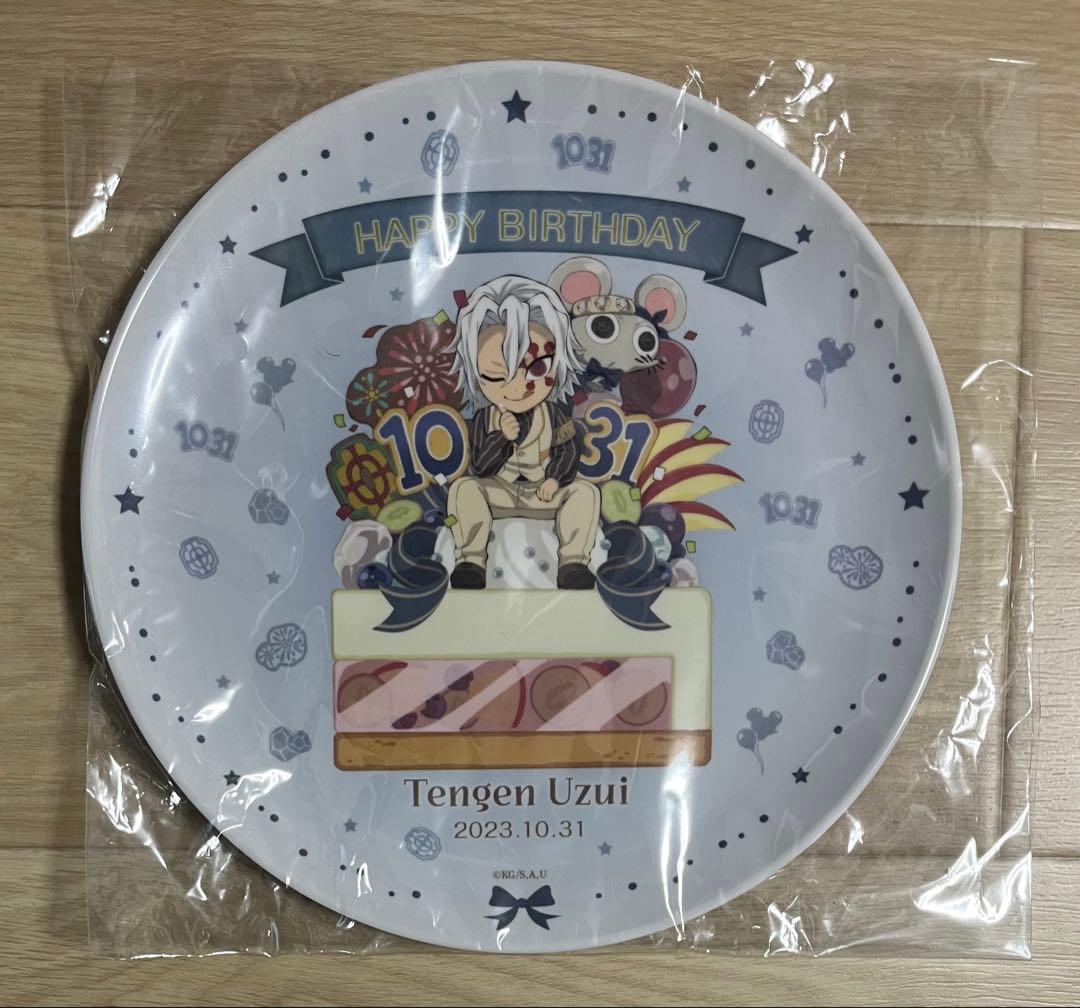 1031
HAPPY BIRTHDAY
10 31
1031
1031
Tengen Uzui
2023.10.31
©KG/S,A,U